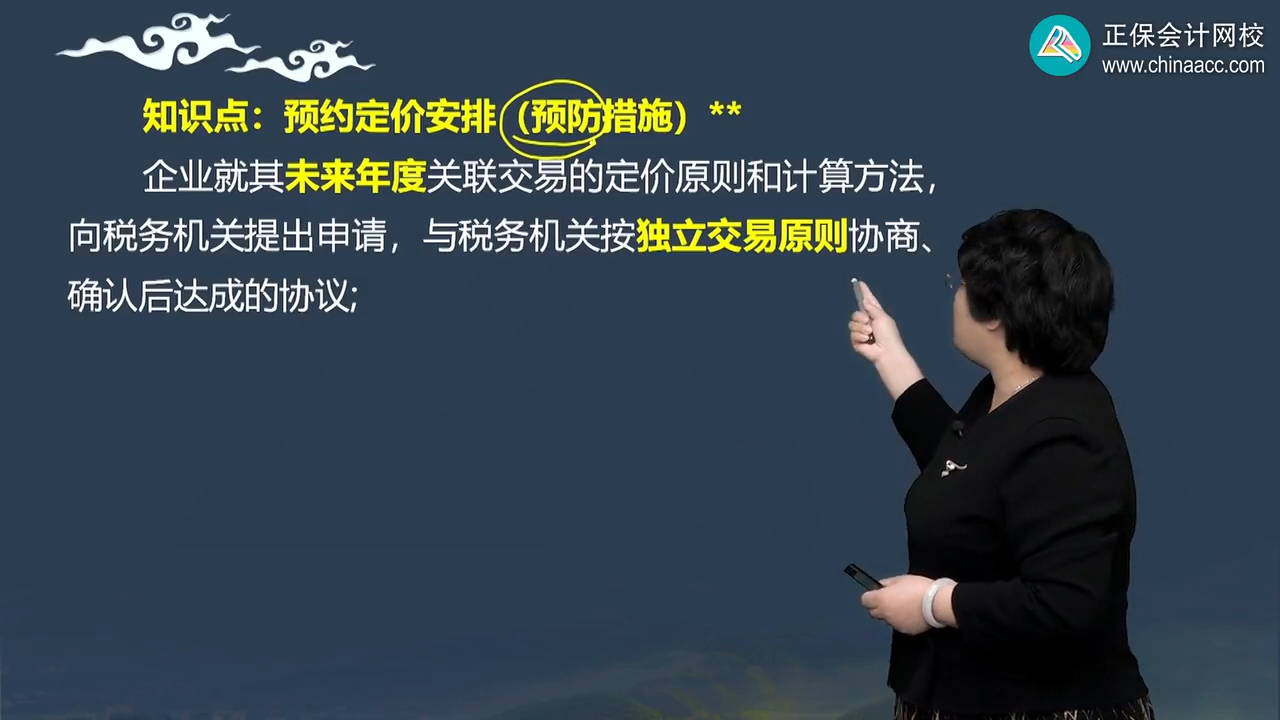 正保会计网校
www.chinaacc.com
知识点：预约定价安排（预防措施）**
企业就其未来年度关联交易的定价原则和计算方法，
向税务机关提出申请，与税务机关按独立交易原则协商、
确认后达成的协议；